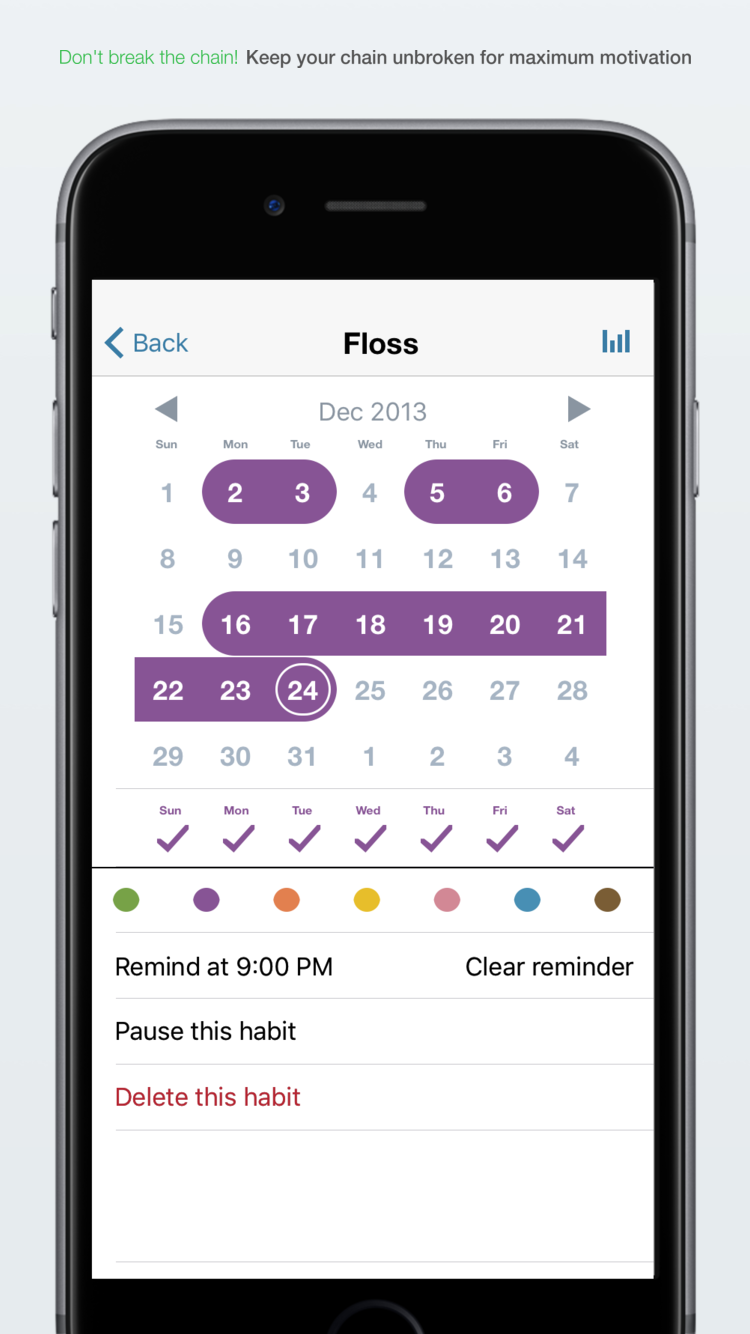 Don't break the chain! Keep your chain unbroken for maximum motivation
Back Floss
Dec 2013
Sun Mon Tue Wed Thu Fri Sat
1 2 3 4 5 6 7
8 9 10 11 12 13 14
15 16 17 18 19 20 21
22 23 24 25 26 27 28
29 30 31 1 2 3 4
Sun Mon Tue Wed Thu Fri Sat
Remind at 9:00 PM Clear reminder
Pause this habit
Delete this habit